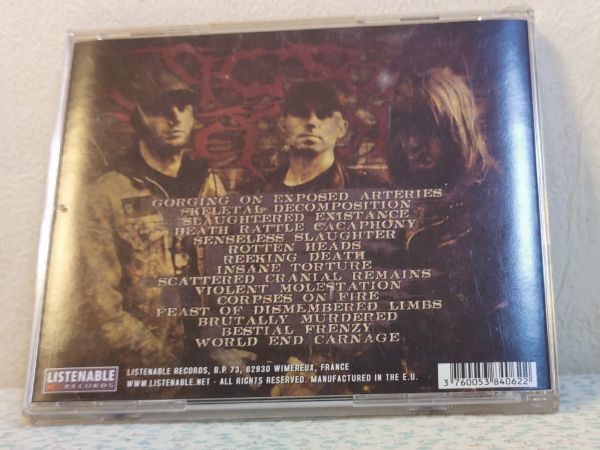 GORGING ON EXPOSED ARTERIES
SKELETAL DECOMPOSITION
SLAUGHTERED EXISTANCE
DEATH RATTLE CACAPHONY
SENSELESS SLAUGHTER
ROTTEN HEADS
REEKING DEATH
INSANE TORTURE
SCATTERED CRANIAL REMAINS
VIOLENT MOLESTATION
CORPSES ON FIRE
FEAST OF DISMEMBERED LIMBS
BRUTALLY MURDERED
BESTIAL FRENZY
WORLD END CARNAGE
LISTENABLE
RECORDS
LISTENABLE RECORDS, B.P. 73, 62930 WIMEREUX, FRANCE
WWW.LISTENABLE.NET - ALL RIGHTS RESERVED. MANUFACTURED IN THE E.U.
3 760053 840622